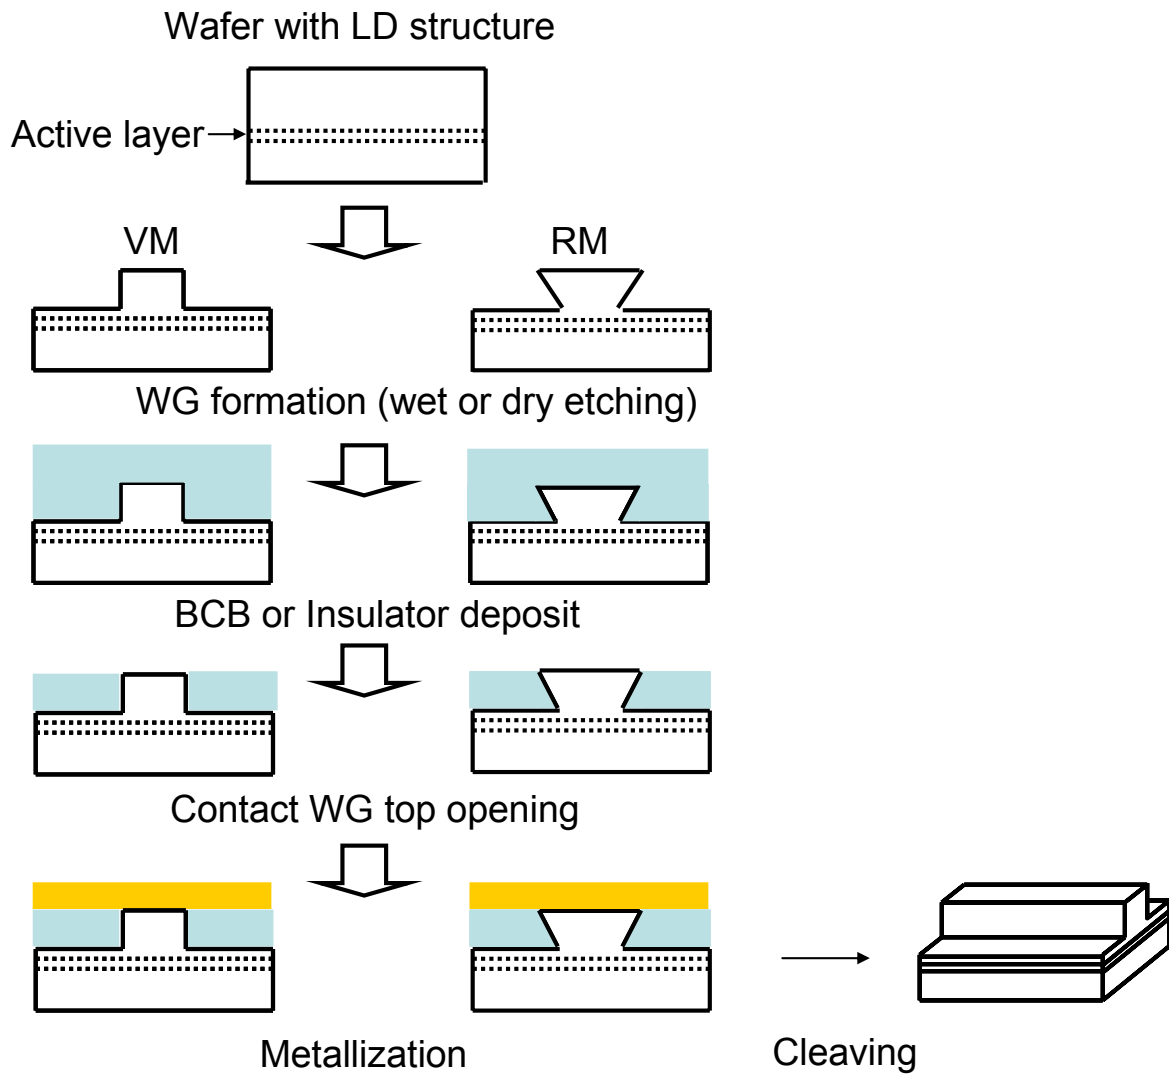 Wafer with LD structure
Active layer
VM
RM
WG formation (wet or dry etching)
BCB or Insulator deposit
Contact WG top opening
Metallization
Cleaving